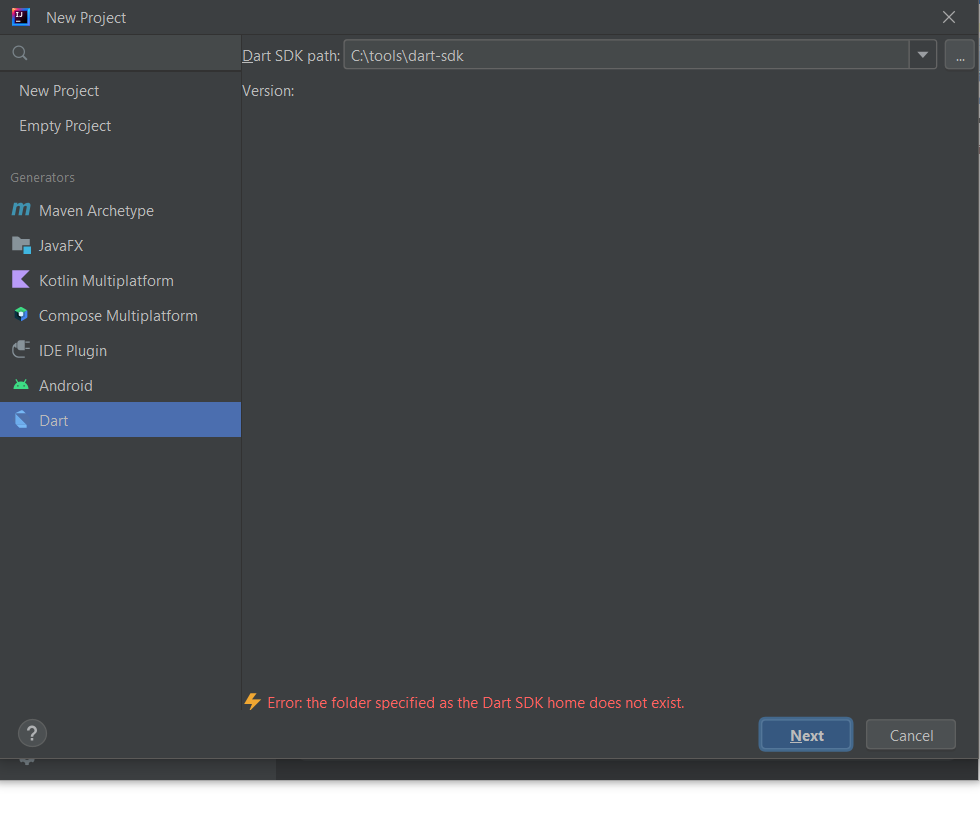 New Project
Dart SDK path: C:\tools\dart-sdk ...
Version:
New Project
Empty Project
Generators
Maven Archetype
JavaFX
Kotlin Multiplatform
Compose Multiplatform
IDE Plugin
Android
Dart
Error: the folder specified as the Dart SDK home does not exist.
? Next Cancel